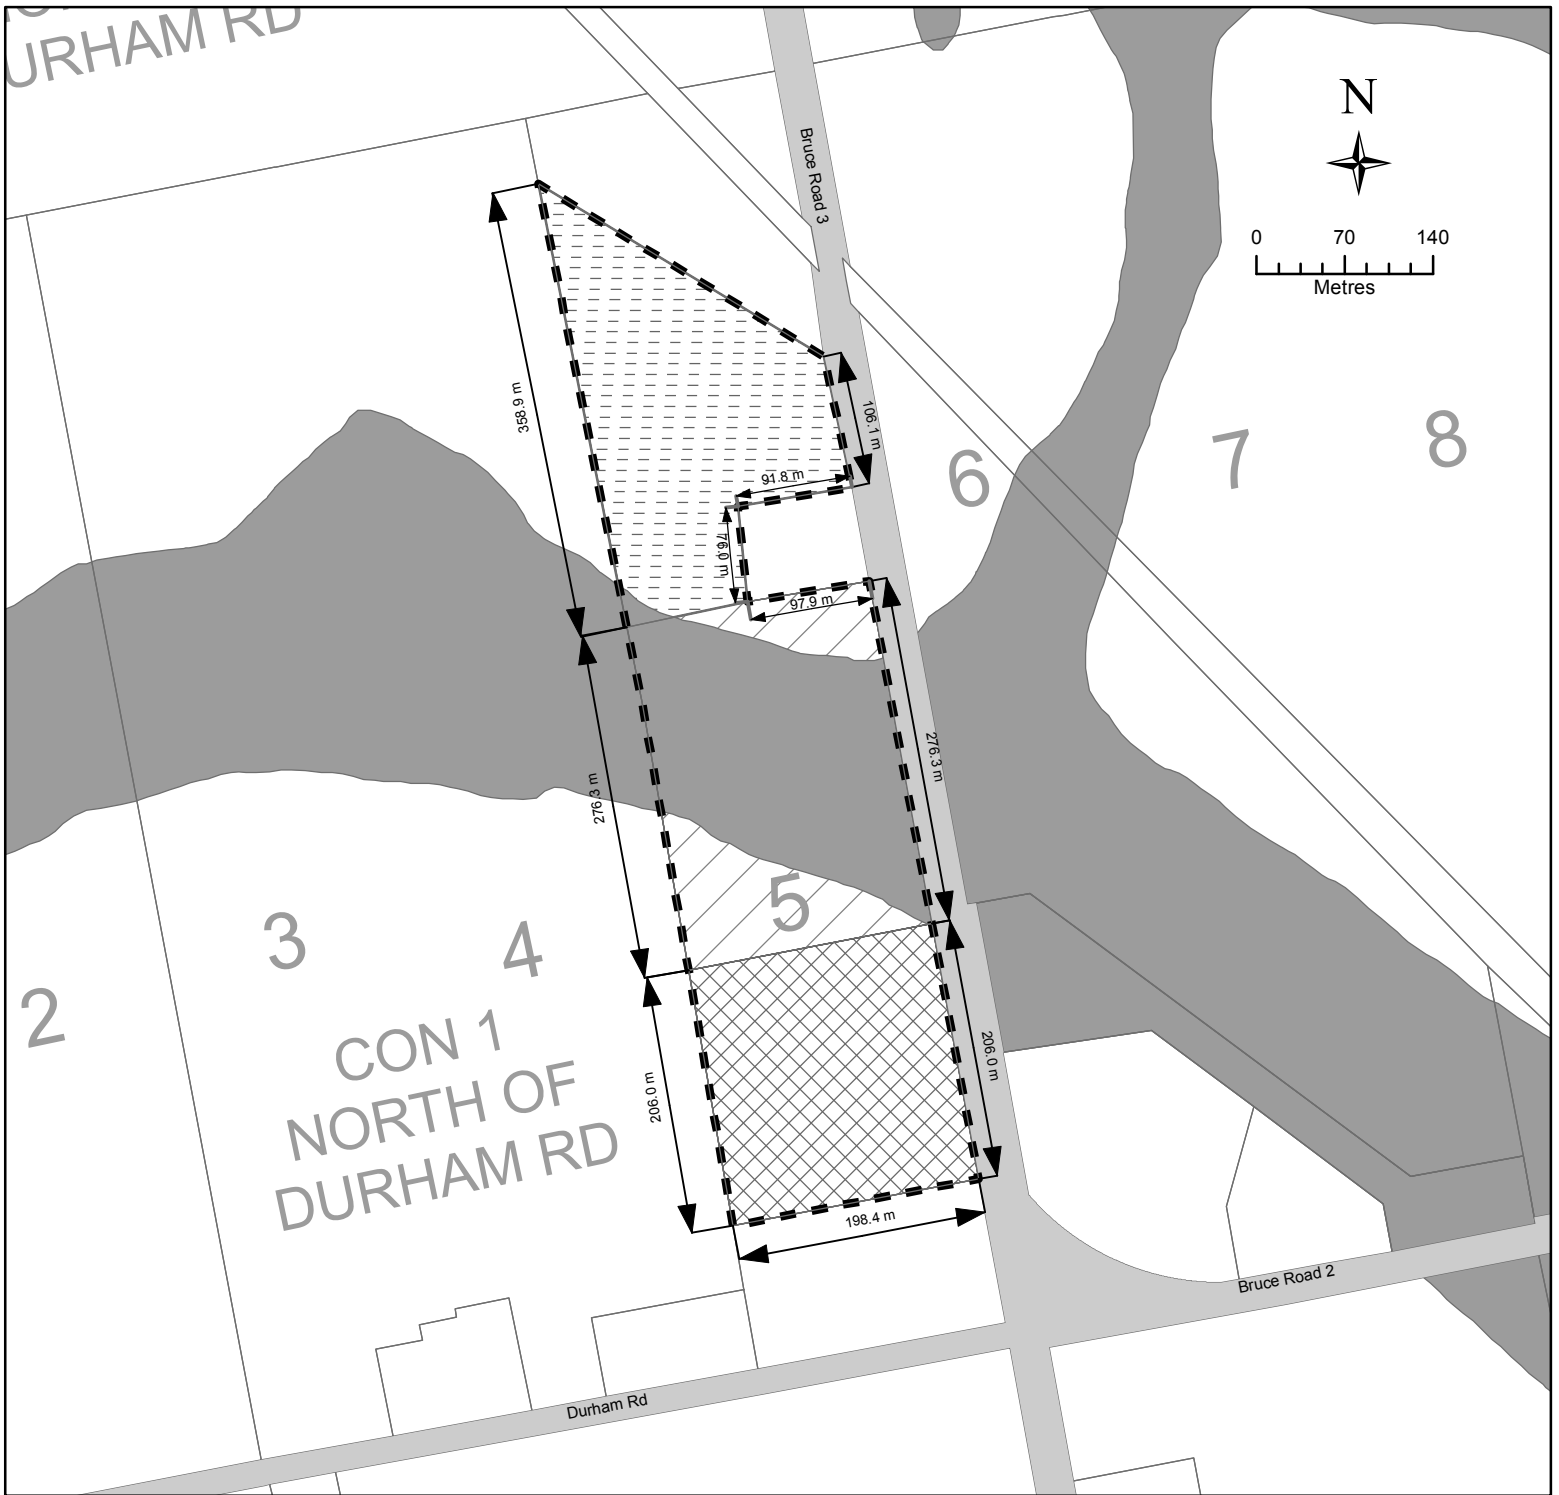 URHAM RD
N
Bruce Road 3
0 70 140
Metres
358.9 m
106.1 m
91.8 m
76.0 m
97.9 m
6
7
8
276.3 m
276.3 m
5
3
4
2
CON 1
NORTH OF
DURHAM RD
206.0 m
206.0 m
198.4 m
Bruce Road 2
Durham Rd